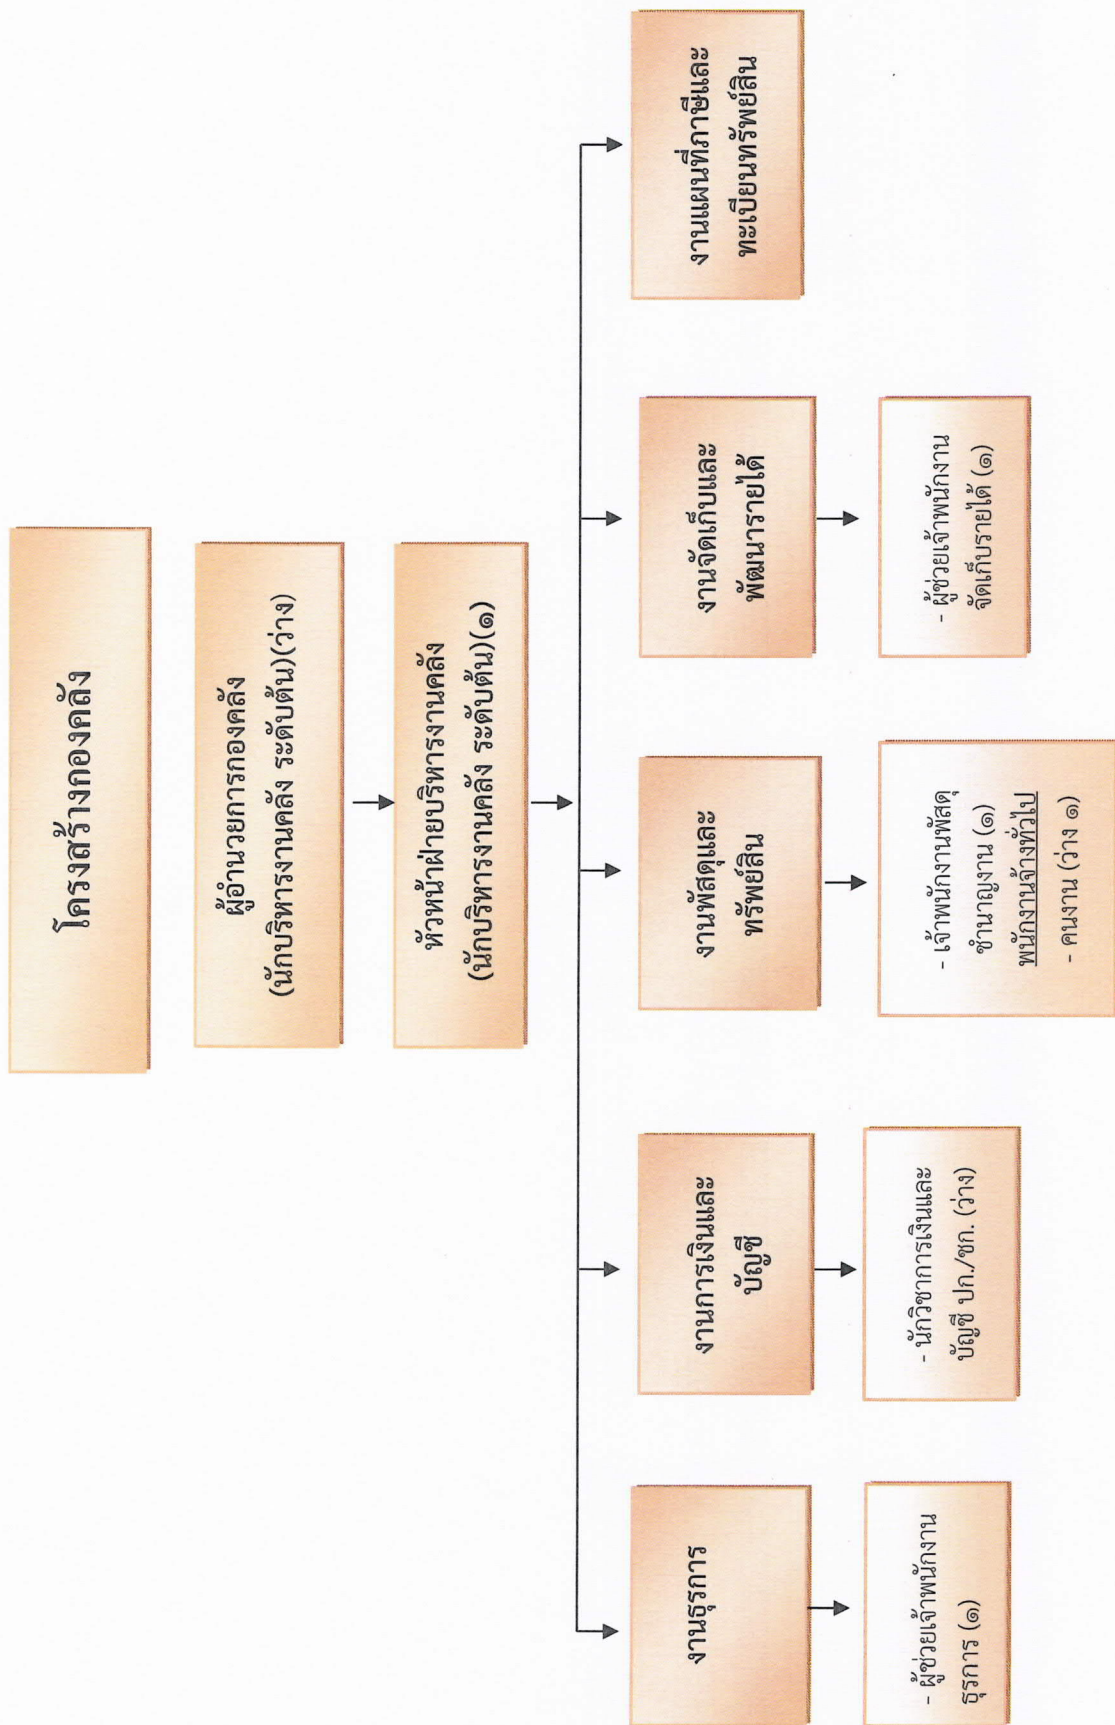 โครงสร้างกองคลัง
ผู้อำนวยการกองคลัง
(นักบริหารงานคลัง ระดับต้น)(ว่าง)
หัวหน้าฝ่ายบริหารงานคลัง
(นักบริหารงานคลัง ระดับต้น)(๑)
งานธุรการ
งานการเงินและ
บัญชี
งานพัสดุและ
ทรัพย์สิน
งานจัดเก็บและ
พัฒนารายได้
งานแผนที่ภาษีและ
ทะเบียนทรัพย์สิน
- ผู้ช่วยเจ้าพนักงาน
ธุรการ (๑)
- นักวิชาการเงินและ
บัญชี ปก./ชก. (ว่าง)
- เจ้าพนักงานพัสดุ
ชำนาญงาน (๑)
พนักงานจ้างทั่วไป
- คนงาน (ว่าง ๑)
- ผู้ช่วยเจ้าพนักงาน
จัดเก็บรายได้ (๑)